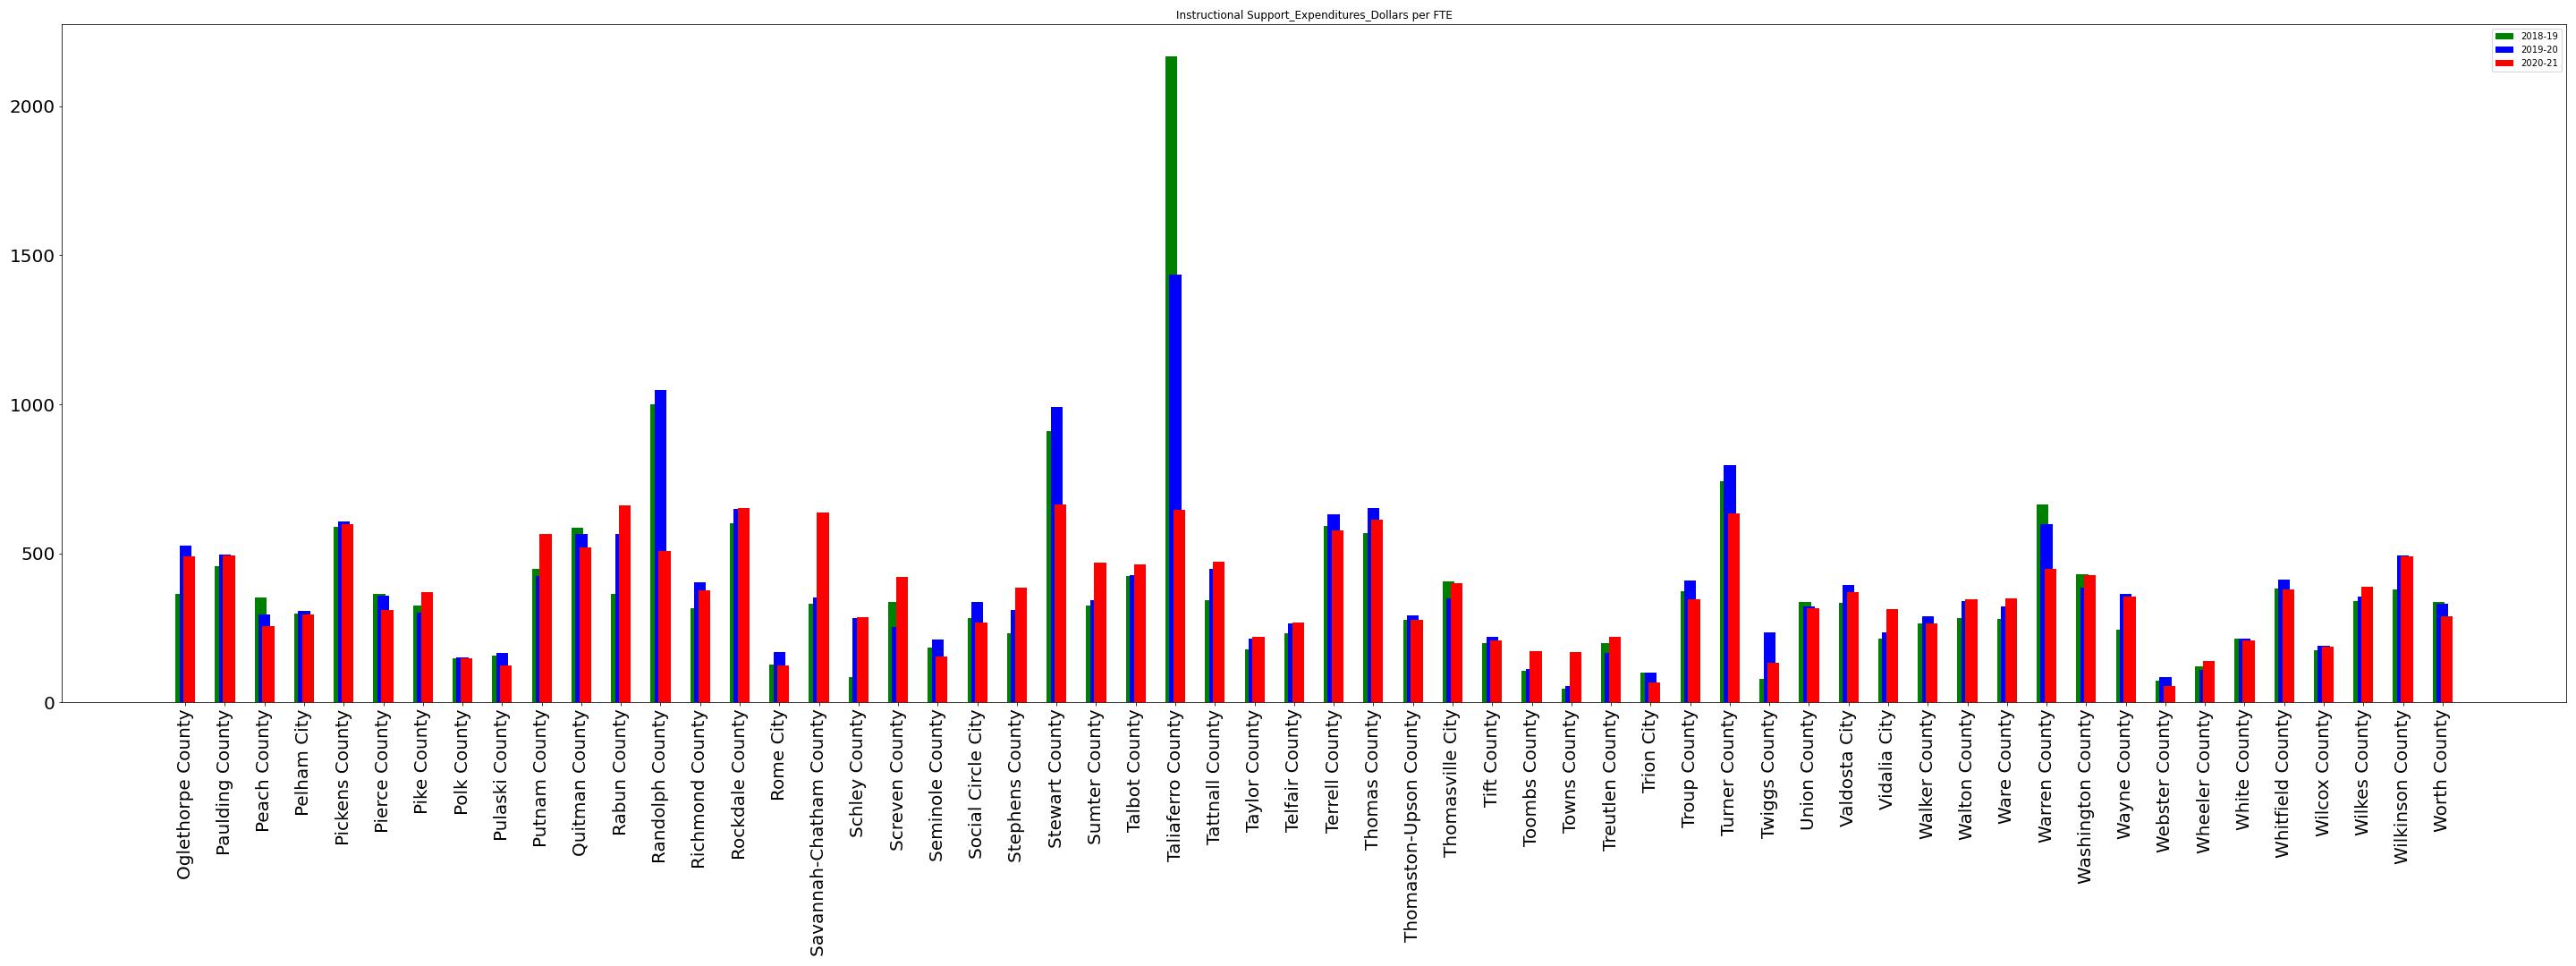 Instructional Support_Expenditures_Dollars per FTE
2018-19
2019-20
2020-21
2000
1500
1000
500
0
Oglethorpe County
Paulding County
Peach County
Pelham City
Pickens County
Pierce County
Pike County
Polk County
Pulaski County
Putnam County
Quitman County
Rabun County
Randolph County
Richmond County
Rockdale County
Rome City
Savannah-Chatham County
Schley County
Screven County
Seminole County
Social Circle City
Stephens County
Stewart County
Sumter County
Talbot County
Taliaferro County
Tattnall County
Taylor County
Telfair County
Terrell County
Thomas County
Thomaston-Upson County
Thomasville City
Tift County
Toombs County
Towns County
Treutlen County
Trion City
Troup County
Turner County
Twiggs County
Union County
Valdosta City
Vidalia City
Walker County
Walton County
Ware County
Warren County
Washington County
Wayne County
Webster County
Wheeler County
White County
Whitfield County
Wilcox County
Wilkes County
Wilkinson County
Worth County